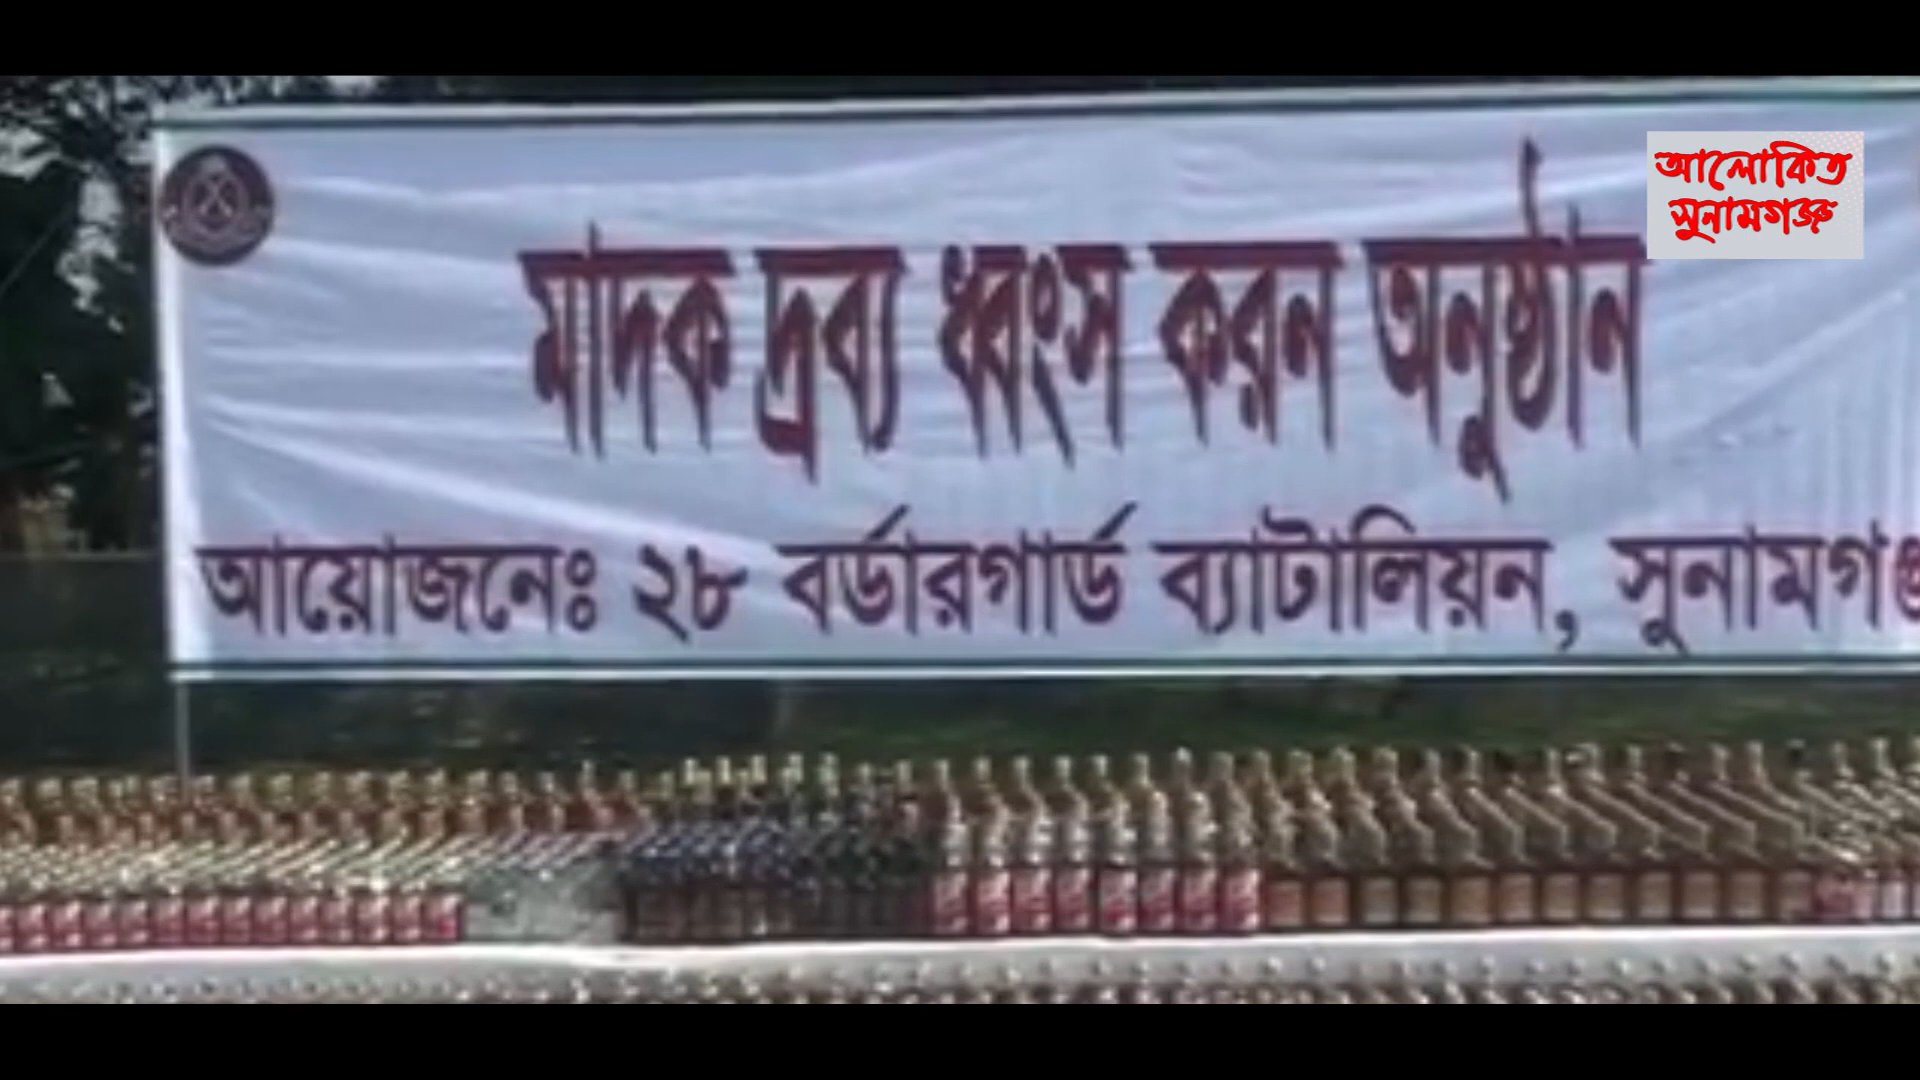 আলোকিত
সুনামগঞ্জ
মাদক দ্রব্য ধ্বংস করন অনুষ্ঠান
আয়োজনেঃ ২৮ বর্ডারগার্ড ব্যাটালিয়ন,